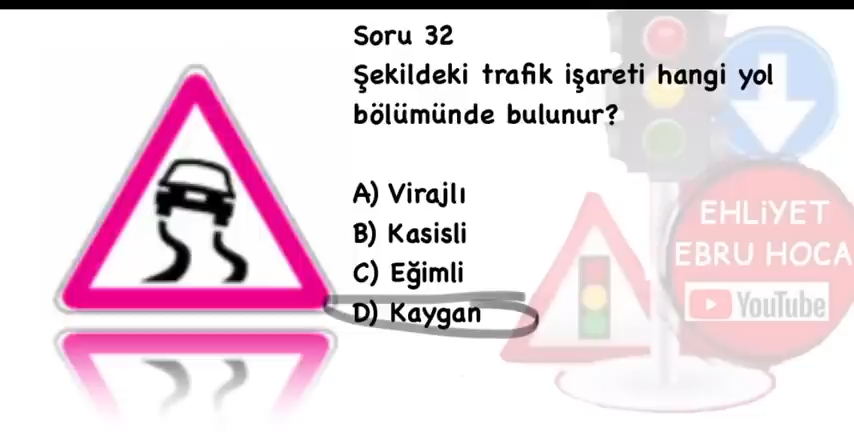 Soru 32
Şekildeki trafik işareti hangi yol
bölümünde bulunur?
A) Virajlı
B) Kasisli
C) Eğimli
D) Kaygan
EHLİYET
EBRU HOCA
YouTube